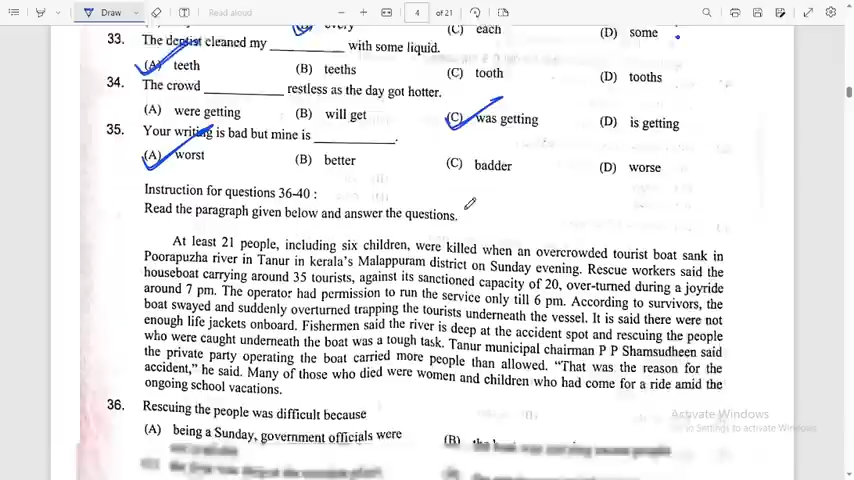 Draw
Read aloud
4 of 21
every
(C) each
(D) some
33. The dentist cleaned my __________ with some liquid.
(A) teeth
(B) teeths
(C) tooth
(D) tooths
34. The crowd __________ restless as the day got hotter.
(A) were getting
(B) will get
(C) was getting
(D) is getting
35. Your writing is bad but mine is __________.
(A) worst
(B) better
(C) badder
(D) worse
Instruction for questions 36-40 :
Read the paragraph given below and answer the questions.
At least 21 people, including six children, were killed when an overcrowded tourist boat sank in
Poorapuzha river in Tanur in kerala's Malappuram district on Sunday evening. Rescue workers said the
houseboat carrying around 35 tourists, against its sanctioned capacity of 20, over-turned during a joyride
around 7 pm. The operator had permission to run the service only till 6 pm. According to survivors, the
boat swayed and suddenly overturned trapping the tourists underneath the vessel. It is said there were not
enough life jackets onboard. Fishermen said the river is deep at the accident spot and rescuing the people
who were caught underneath the boat was a tough task. Tanur municipal chairman P P Shamsudheen said
the private party operating the boat carried more people than allowed. "That was the reason for the
accident," he said. Many of those who died were women and children who had come for a ride amid the
ongoing school vacations.
36. Rescuing the people was difficult because
(A) being a Sunday, government officials were
(B)
Activate Windows
Go to Settings to activate Windows.